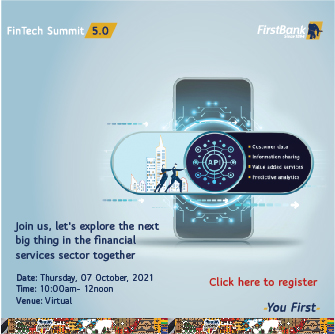 FinTech Summit 5.0
FirstBank
Since 1894
API
Customer data
Information sharing
Value added services
Predictive analytics
Join us, let's explore the next
big thing in the financial
services sector together
Date: Thursday, 07 October, 2021
Time: 10:00am- 12noon
Venue: Virtual
Click here to register
You First